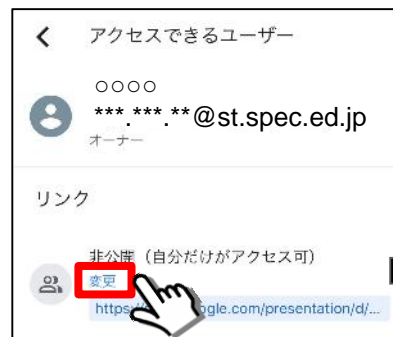 アクセスできるユーザー
○○○○
***.***.**@st.spec.ed.jp
オーナー
リンク
非公開（自分だけがアクセス可）
変更
https:/ gle.com/presentation/d/...